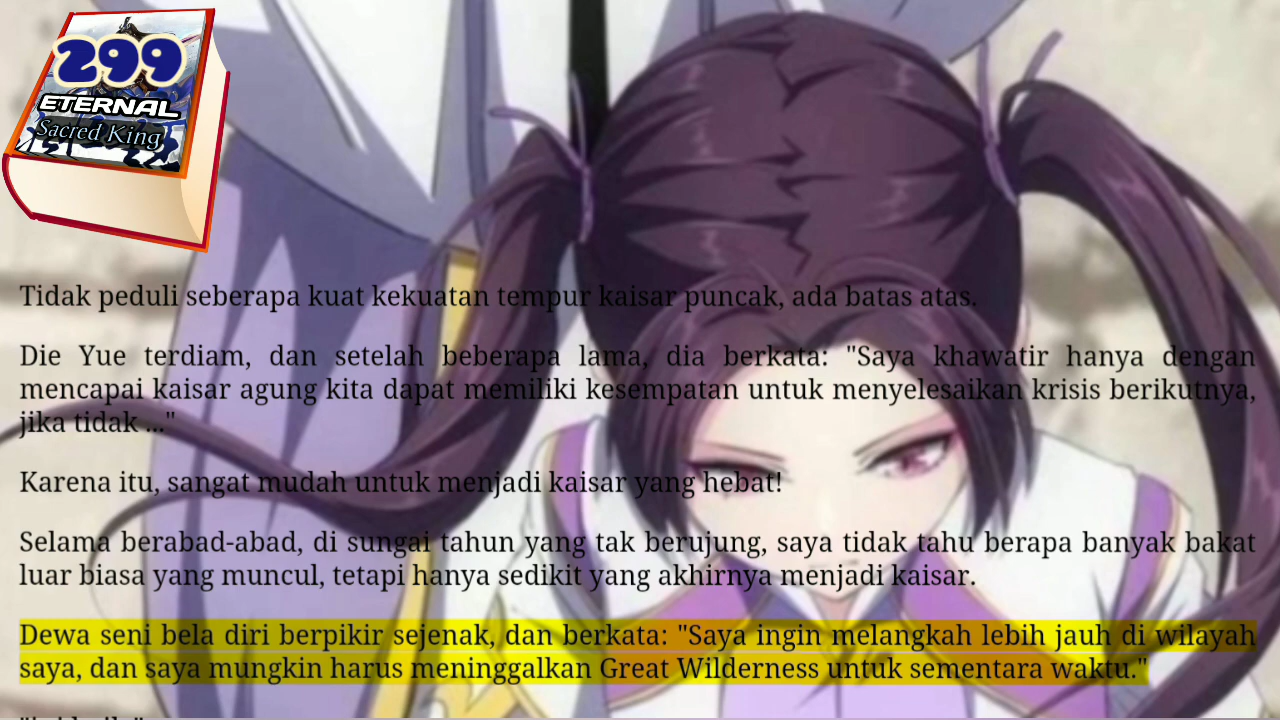 299
ETERNAL
Sacred King
Tidak peduli seberapa kuat kekuatan tempur kaisar puncak, ada batas atas.
Die Yue terdiam, dan setelah beberapa lama, dia berkata: "Saya khawatir hanya dengan
mencapai kaisar agung kita dapat memiliki kesempatan untuk menyelesaikan krisis berikutnya,
jika tidak ..."
Karena itu, sangat mudah untuk menjadi kaisar yang hebat!
Selama berabad-abad, di sungai tahun yang tak berujung, saya tidak tahu berapa banyak bakat
luar biasa yang muncul, tetapi hanya sedikit yang akhirnya menjadi kaisar.
Dewa seni bela diri berpikir sejenak, dan berkata: "Saya ingin melangkah lebih jauh di wilayah
saya, dan saya mungkin harus meninggalkan Great Wilderness untuk sementara waktu."